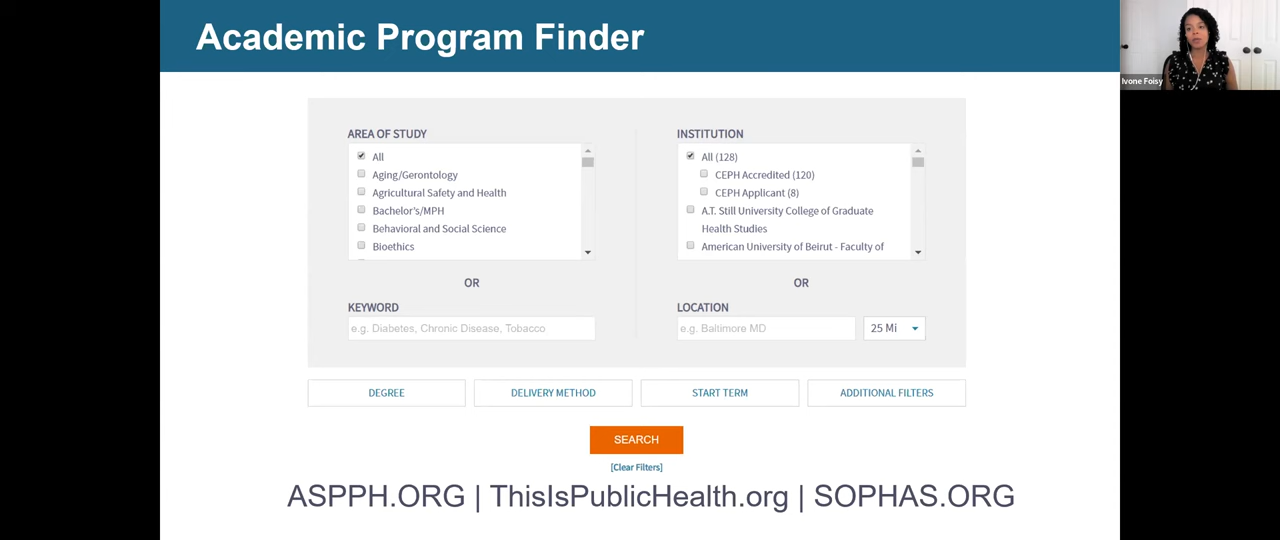 Academic Program Finder
Ivone Foisy
AREA OF STUDY
All
Aging/Gerontology
Agricultural Safety and Health
Bachelor's/MPH
Behavioral and Social Science
Bioethics
OR
KEYWORD
e.g. Diabetes, Chronic Disease, Tobacco
INSTITUTION
All (128)
CEPH Accredited (120)
CEPH Applicant (8)
A.T. Still University College of Graduate
Health Studies
American University of Beirut - Faculty of
OR
LOCATION
e.g. Baltimore MD
25 Mi
DEGREE
DELIVERY METHOD
START TERM
ADDITIONAL FILTERS
SEARCH
[Clear Filters]
ASPPH.ORG | ThisIsPublicHealth.org | SOPHAS.ORG